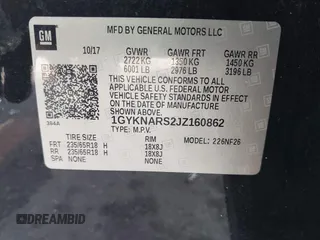 GM
MFD BY GENERAL MOTORS LLC
10/17 GVWR GAWR FRT GAWR RR
2722 KG 1350 KG 1450 KG
6001 LB 2976 LB 3196 LB
THIS VEHICLE CONFORMS TO ALL
APPLICABLE U.S. FEDERAL MOTOR
VEHICLE SAFETY AND THEFT
PREVENTION STANDARDS IN
EFFECT ON THE DATE OF
MANUFACTURE SHOWN ABOVE.
1GYKNARS2JZ160862
TYPE: M.P.V. MODEL: 226NF26
TIRE SIZE RIM
FRT 235/65R18 H 18X8J
RR 235/65R18 H 18X8J
SPA NONE NONE
DREAMBID